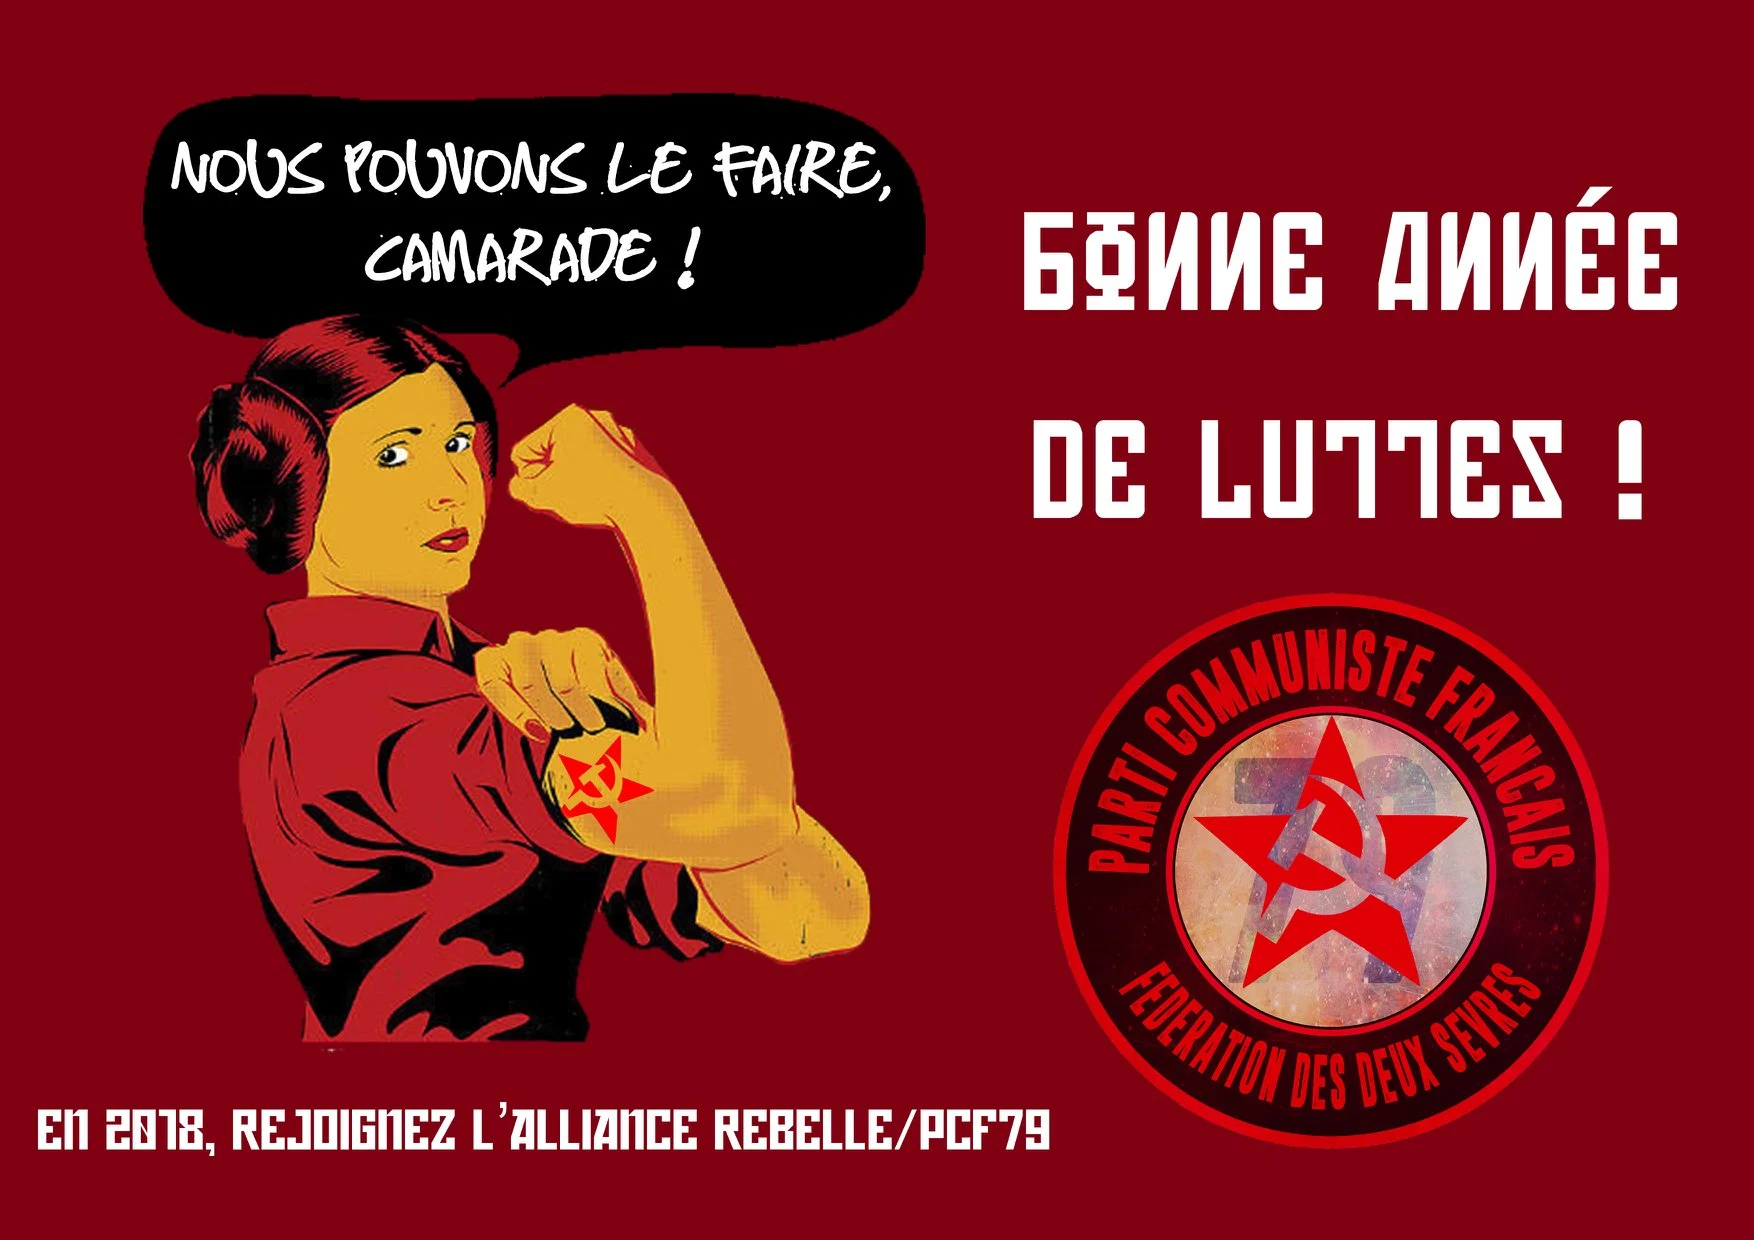 NOUS POUVONS LE FAIRE,
CAMARADE !
BONNE ANNÉE
DE LUTTES !
PARTI COMMUNISTE FRANCAIS
79
FEDERATION DES DEUX SEVRES
EN 2018, REJOIGNEZ L'ALLIANCE REBELLE/PCF79